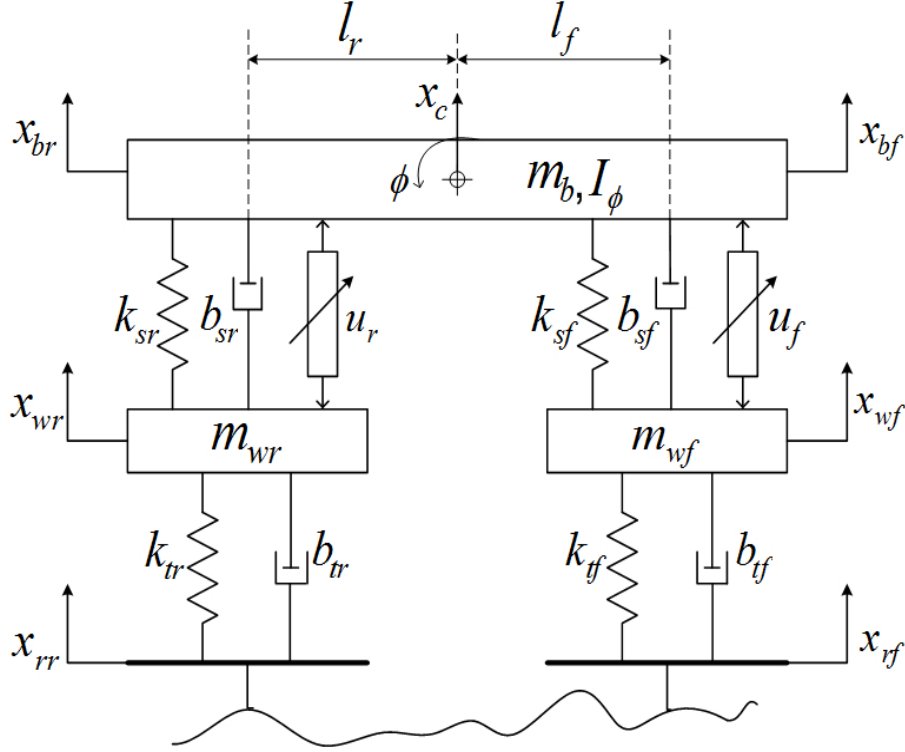 l_r l_f
x_c
x_br x_bf
ϕ m_b, I_ϕ
k_sr b_sr u_r k_sf b_sf u_f
x_wr x_wf
m_wr m_wf
k_tr b_tr k_tf b_tf
x_rr x_rf